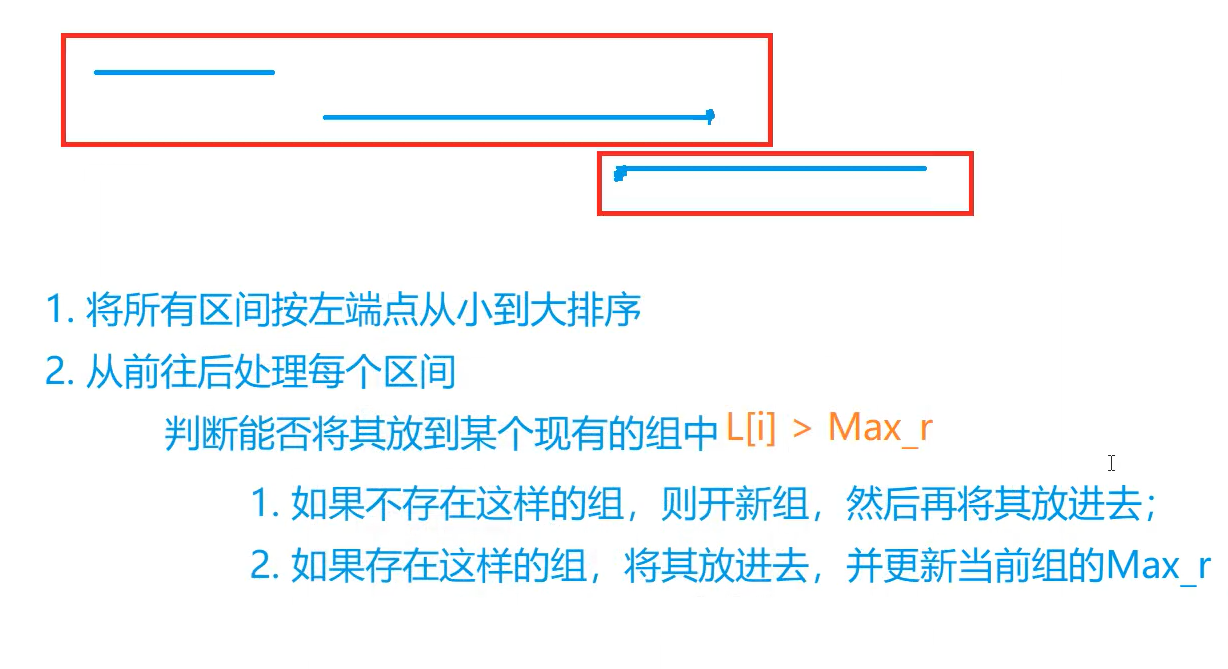 1. 将所有区间按左端点从小到大排序
2. 从前往后处理每个区间
判断能否将其放到某个现有的组中 L[i] > Max_r
1. 如果不存在这样的组，则开新组，然后再将其放进去；
2. 如果存在这样的组，将其放进去，并更新当前组的Max_r